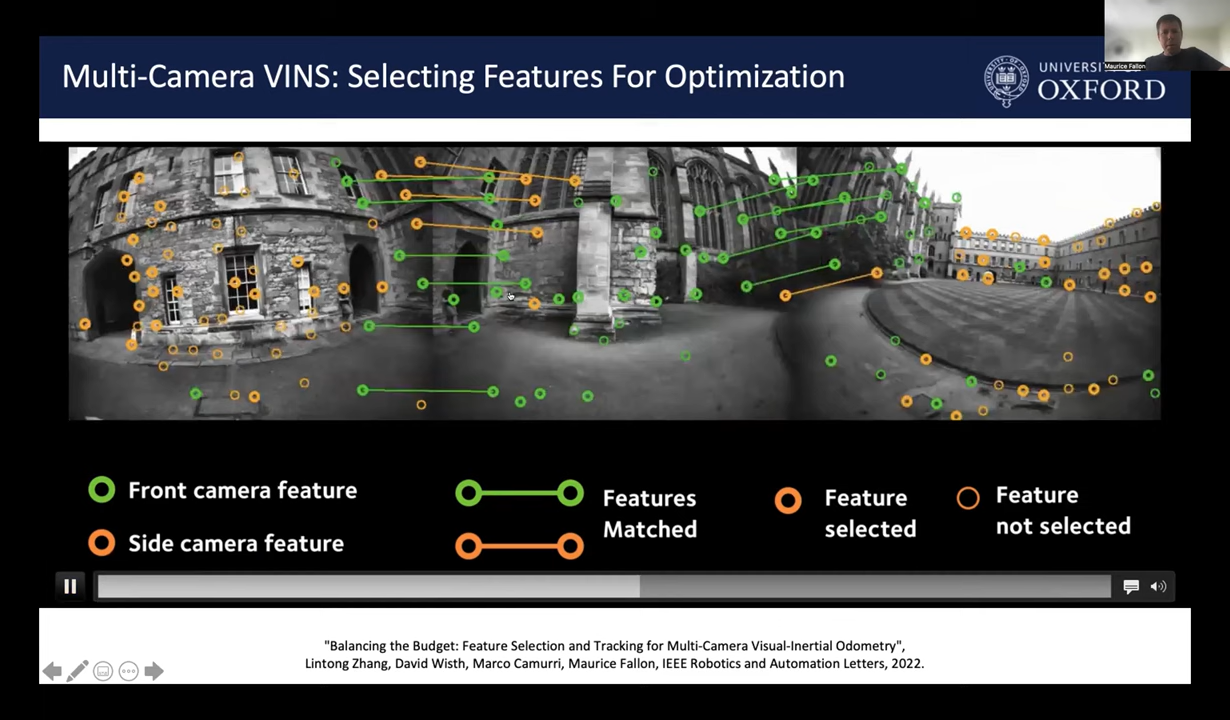 Multi-Camera VINS: Selecting Features For Optimization
OXFORD
Maurice Fallon
Front camera feature
Side camera feature
Features
Matched
Feature
selected
Feature
not selected
"Balancing the Budget: Feature Selection and Tracking for Multi-Camera Visual-Inertial Odometry",
Lintong Zhang, David Wisth, Marco Camurri, Maurice Fallon, IEEE Robotics and Automation Letters, 2022.